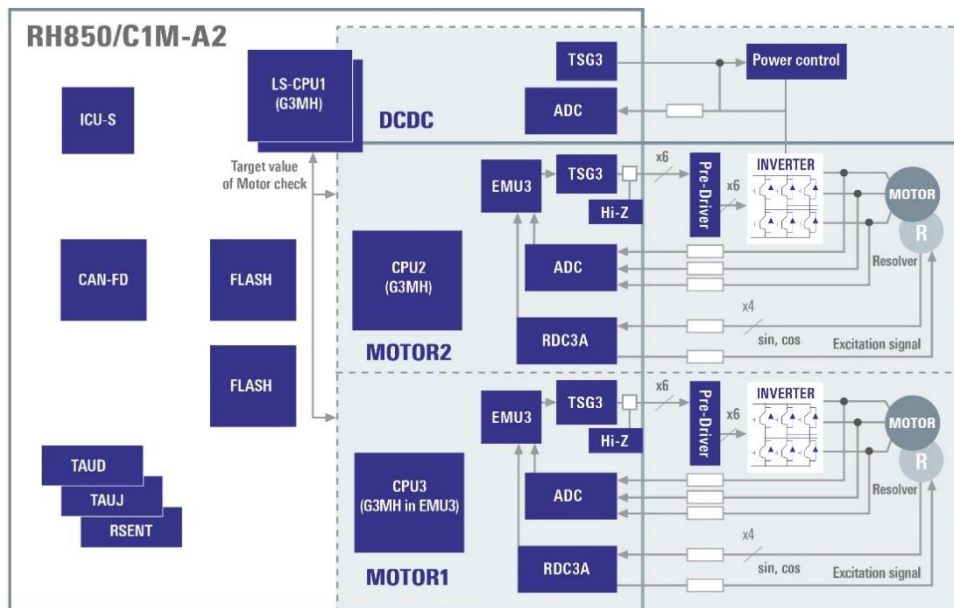 RH850/C1M-A2
ICU-S
LS-CPU1
(G3MH)
DCDC
TSG3
ADC
Power control
Target value
of Motor check
CAN-FD
FLASH
FLASH
TAUD
TAUJ
RSENT
EMU3
TSG3
Hi-Z
x6
Pre-Driver
x6
INVERTER
MOTOR
R
Resolver
CPU2
(G3MH)
ADC
RDC3A
x4
sin, cos
Excitation signal
MOTOR2
EMU3
TSG3
Hi-Z
x6
Pre-Driver
x6
INVERTER
MOTOR
R
Resolver
CPU3
(G3MH in EMU3)
ADC
RDC3A
x4
sin, cos
Excitation signal
MOTOR1